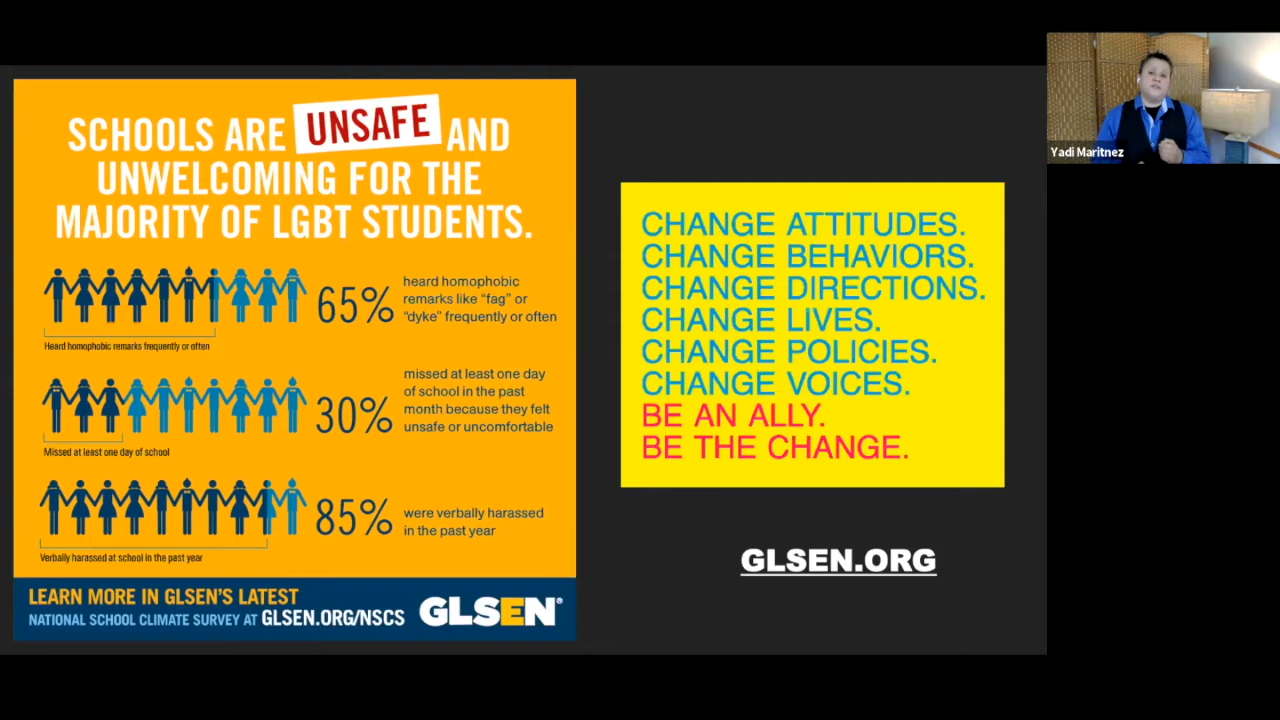 SCHOOLS ARE UNSAFE AND
UNWELCOMING FOR THE
MAJORITY OF LGBT STUDENTS.
65%
heard homophobic
remarks like “fag” or
“dyke” frequently or often
Heard homophobic remarks frequently or often
30%
missed at least one day
of school in the past
month because they felt
unsafe or uncomfortable
Missed at least one day of school
85%
were verbally harassed
in the past year
Verbally harassed at school in the past year
LEARN MORE IN GLSEN'S LATEST
NATIONAL SCHOOL CLIMATE SURVEY AT GLSEN.ORG/NSCS
GLSEN®
CHANGE ATTITUDES.
CHANGE BEHAVIORS.
CHANGE DIRECTIONS.
CHANGE LIVES.
CHANGE POLICIES.
CHANGE VOICES.
BE AN ALLY.
BE THE CHANGE.
GLSEN.ORG
Yadi Maritnez